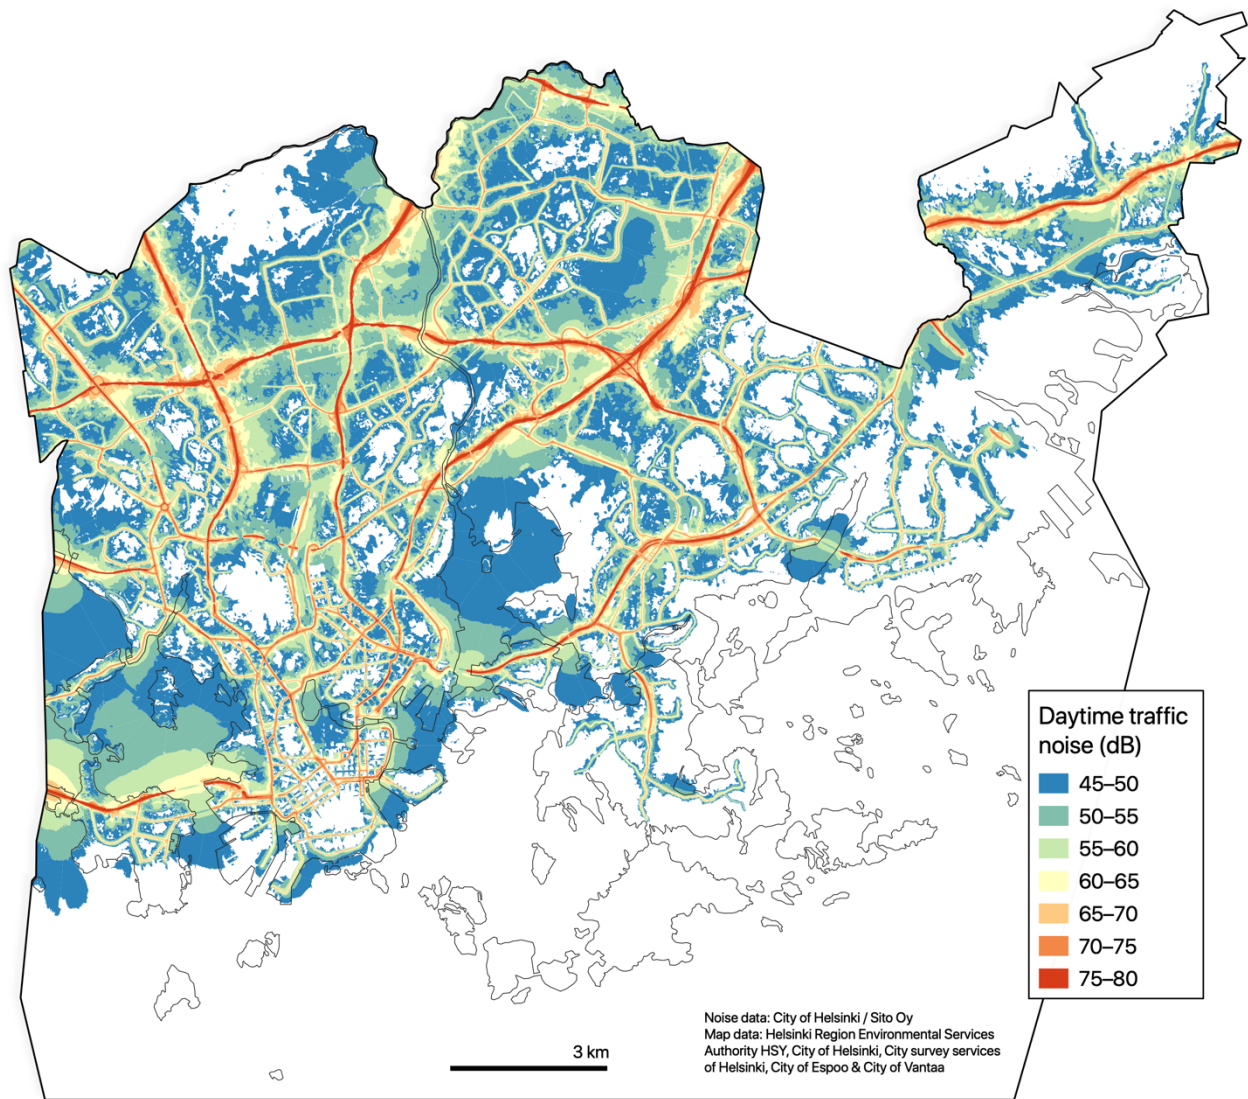 Daytime traffic
noise (dB)
45–50
50–55
55–60
60–65
65–70
70–75
75–80
Noise data: City of Helsinki / Sito Oy
Map data: Helsinki Region Environmental Services
Authority HSY, City of Helsinki, City survey services
of Helsinki, City of Espoo & City of Vantaa
3 km